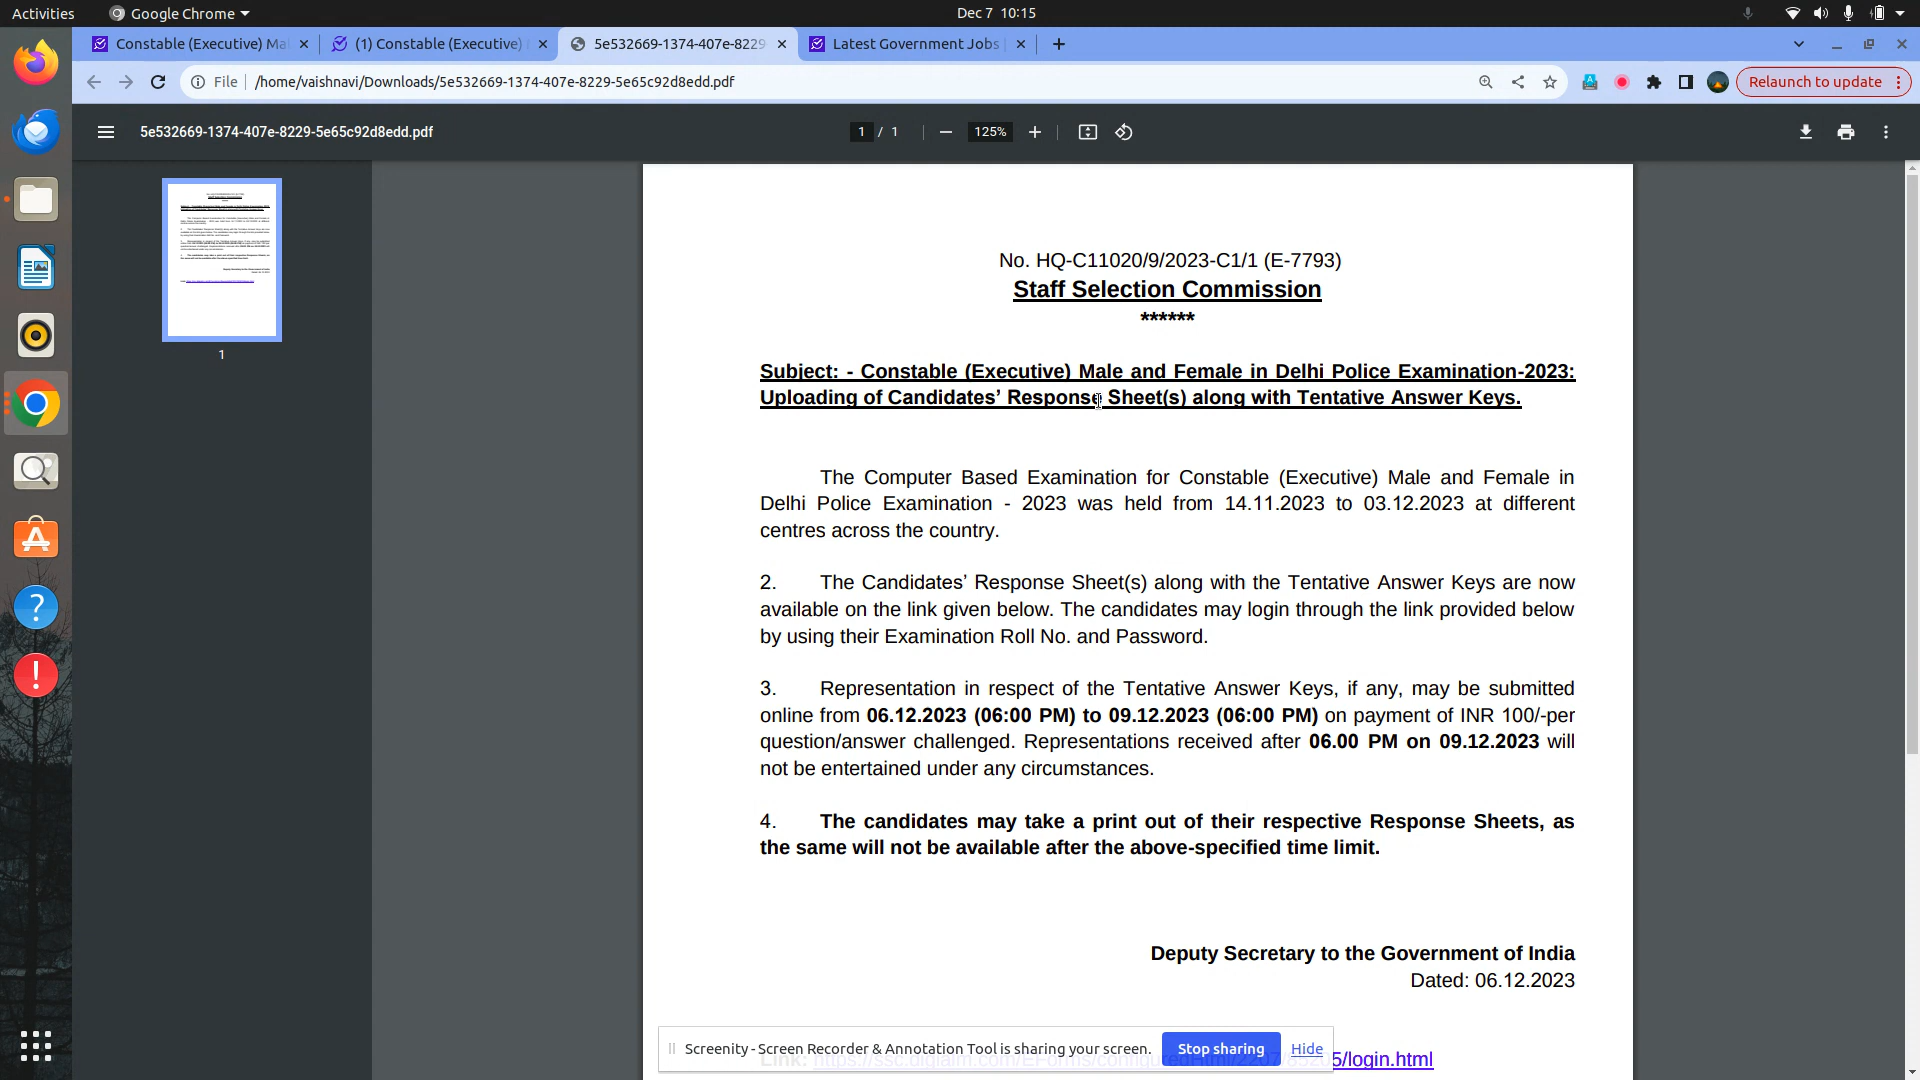 Activities
Google Chrome
Dec 7 10:15
Constable (Executive) Ma
(1) Constable (Executive)
5e532669-1374-407e-8229
Latest Government Jobs
File
/home/vaishnavi/Downloads/5e532669-1374-407e-8229-5e65c92d8edd.pdf
Relaunch to update
5e532669-1374-407e-8229-5e65c92d8edd.pdf
1 / 1
125%
1
No. HQ-C11020/9/2023-C1/1 (E-7793)
Staff Selection Commission
******
Subject: - Constable (Executive) Male and Female in Delhi Police Examination-2023:
Uploading of Candidates’ Response Sheet(s) along with Tentative Answer Keys.
The Computer Based Examination for Constable (Executive) Male and Female in
Delhi Police Examination - 2023 was held from 14.11.2023 to 03.12.2023 at different
centres across the country.
2. The Candidates’ Response Sheet(s) along with the Tentative Answer Keys are now
available on the link given below. The candidates may login through the link provided below
by using their Examination Roll No. and Password.
3. Representation in respect of the Tentative Answer Keys, if any, may be submitted
online from 06.12.2023 (06:00 PM) to 09.12.2023 (06:00 PM) on payment of INR 100/-per
question/answer challenged. Representations received after 06.00 PM on 09.12.2023 will
not be entertained under any circumstances.
4. The candidates may take a print out of their respective Response Sheets, as
the same will not be available after the above-specified time limit.
Deputy Secretary to the Government of India
Dated: 06.12.2023
Screenity - Screen Recorder & Annotation Tool is sharing your screen.
Stop sharing
Hide
5/login.html